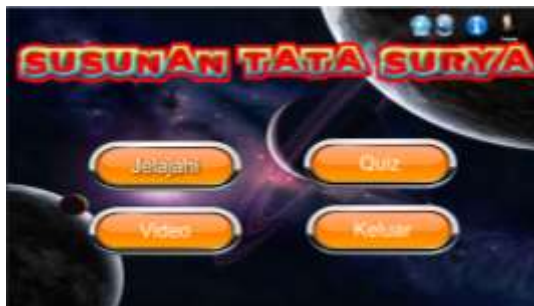 SUSUNAN TATA SURYA
Jelajahi
Quiz
Video
Keluar